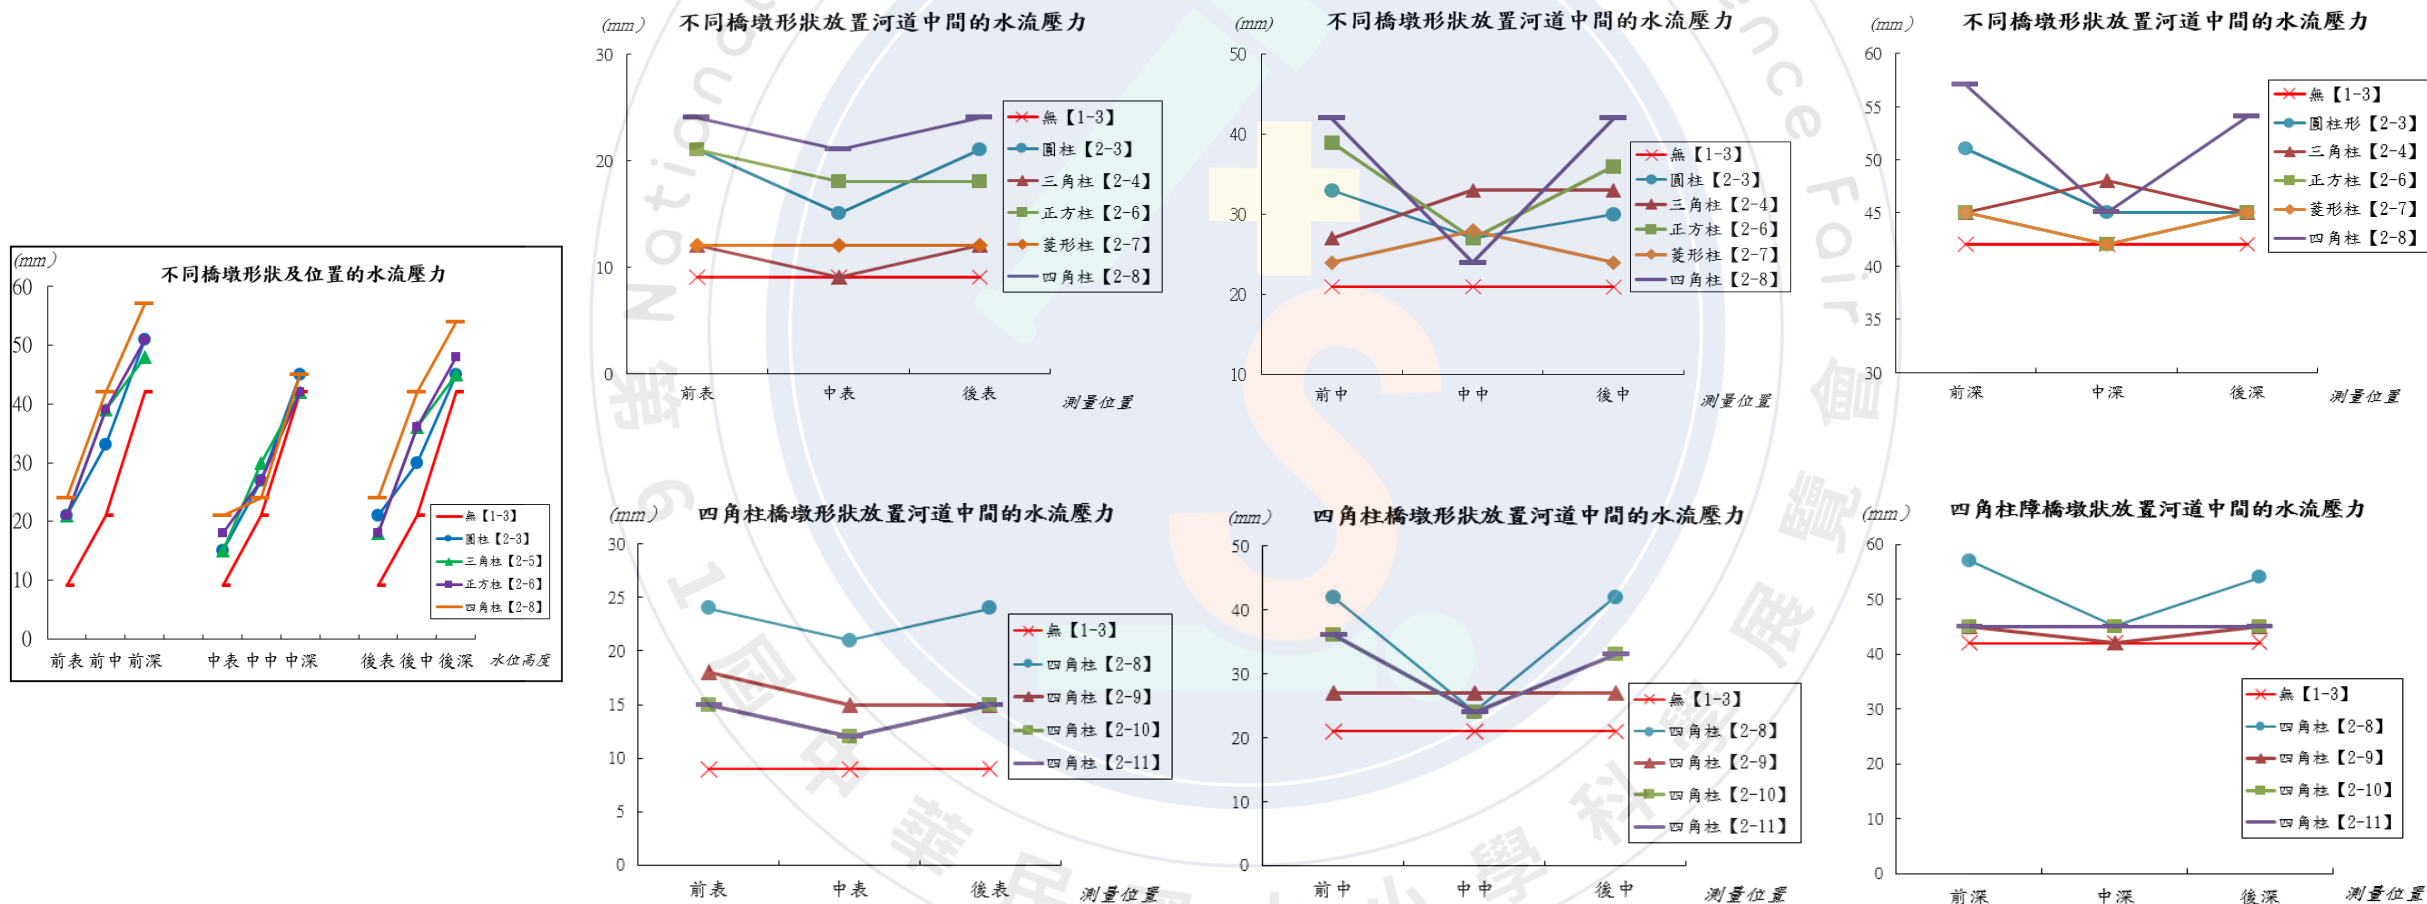 (mm)
不同橋墩形狀及位置的水流壓力
60
50
40
30
20
10
0
前表 前中 前深 中表 中中 中深 後表 後中 後深 水位高度
無【1-3】
圓柱【2-3】
三角柱【2-5】
正方柱【2-6】
四角柱【2-8】
(mm) 不同橋墩形狀放置河道中間的水流壓力
30
20
10
0
前表 中表 後表 測量位置
無【1-3】
圓柱【2-3】
三角柱【2-4】
正方柱【2-6】
菱形柱【2-7】
四角柱【2-8】
(mm) 不同橋墩形狀放置河道中間的水流壓力
50
40
30
20
10
前中 中中 後中 測量位置
無【1-3】
圓柱【2-3】
三角柱【2-4】
正方柱【2-6】
菱形柱【2-7】
四角柱【2-8】
(mm) 不同橋墩形狀放置河道中間的水流壓力
60
55
50
45
40
35
30
前深 中深 後深 測量位置
無【1-3】
圓柱形【2-3】
三角柱【2-4】
正方柱【2-6】
菱形柱【2-7】
四角柱【2-8】
(mm) 四角柱橋墩形狀放置河道中間的水流壓力
30
25
20
15
10
5
0
前表 中表 後表 測量位置
無【1-3】
四角柱【2-8】
四角柱【2-9】
四角柱【2-10】
四角柱【2-11】
(mm) 四角柱橋墩形狀放置河道中間的水流壓力
50
40
30
20
10
0
前中 中中 後中 測量位置
無【1-3】
四角柱【2-8】
四角柱【2-9】
四角柱【2-10】
四角柱【2-11】
(mm) 四角柱障橋墩狀放置河道中間的水流壓力
60
50
40
30
20
10
0
前深 中深 後深 測量位置
無【1-3】
四角柱【2-8】
四角柱【2-9】
四角柱【2-10】
四角柱【2-11】